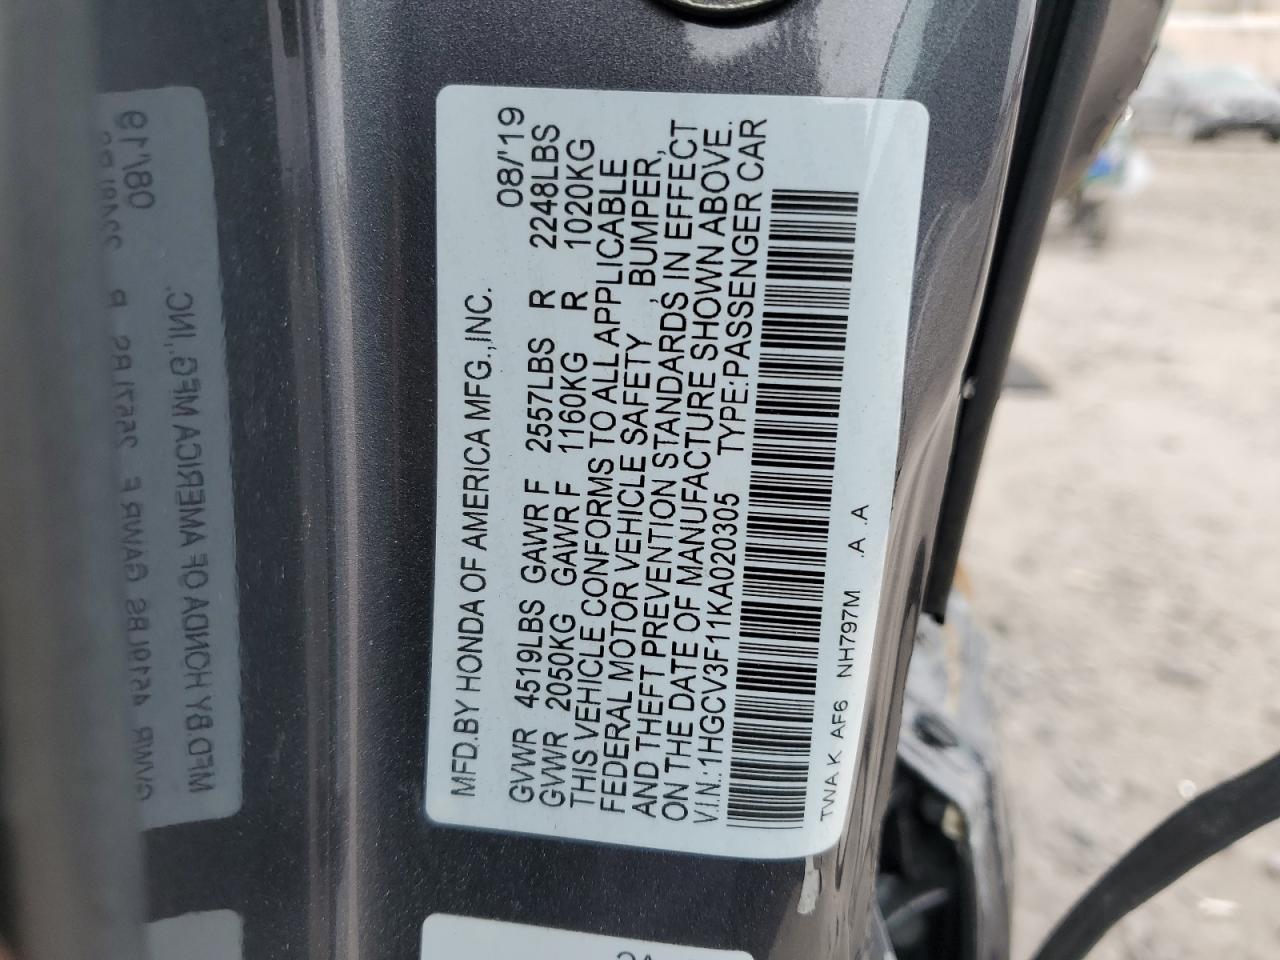 MFD.BY HONDA OF AMERICA MFG.,INC. 08/'19
GVWR 4519LBS GAWR F 2557LBS R 2248LBS
GVWR 2050KG GAWR F 1160KG R 1020KG
THIS VEHICLE CONFORMS TO ALL APPLICABLE
FEDERAL MOTOR VEHICLE SAFETY , BUMPER,
AND THEFT PREVENTION STANDARDS IN EFFECT
ON THE DATE OF MANUFACTURE SHOWN ABOVE.
V.I.N.:1HGCV3F11KA020305 TYPE:PASSENGER CAR
TWA K AF6 NH797M .A .A